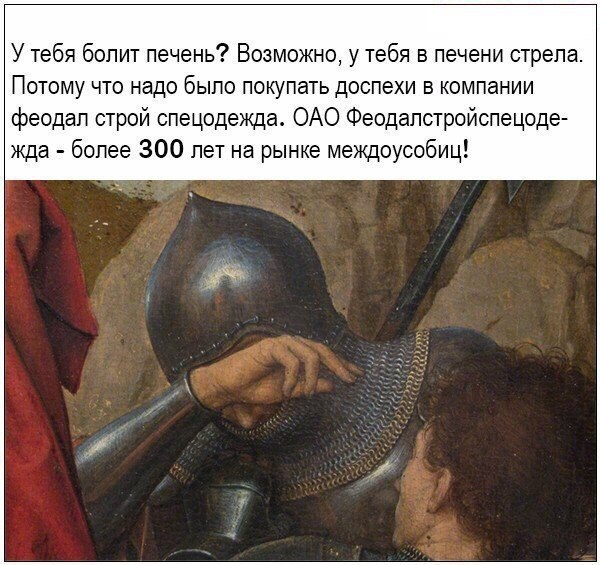 У тебя болит печень? Возможно, у тебя в печени стрела.
Потому что надо было покупать доспехи в компании
феодал строй спецодежда. ОАО Феодалстройспецоде-
жда - более 300 лет на рынке междоусобиц!